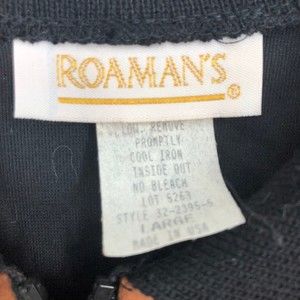 ROAMAN'S®
LOW. REMOVE
PROMPTLY
COOL IRON
INSIDE OUT
NO BLEACH
LOT 5263
STYLE 32-2395-6
LARGE
MADE IN USA